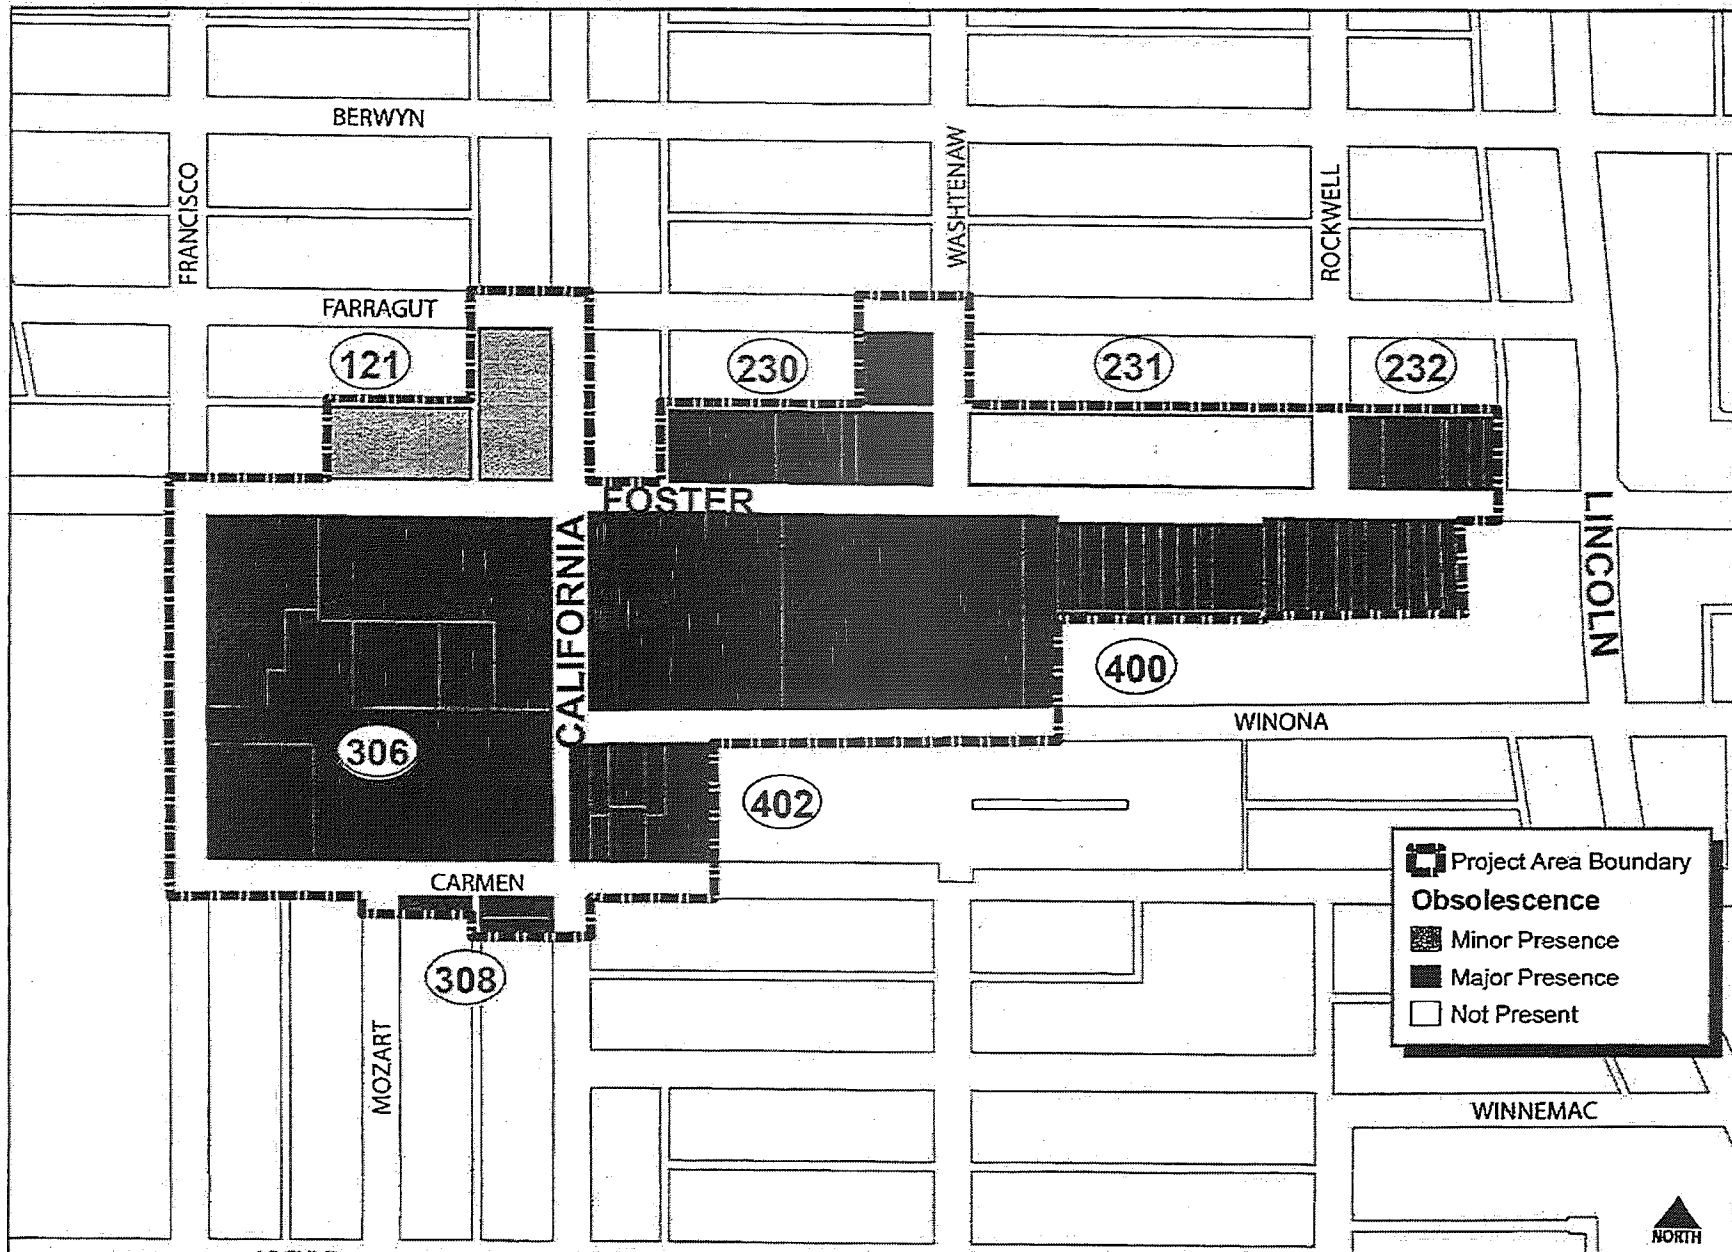 BERWYN
FRANCISCO
WASHTENAW
ROCKWELL
FARRAGUT
121
230
231
232
FOSTER
CALIFORNIA
LINCOLN
400
WINONA
306
402
CARMEN
308
MOZART
Project Area Boundary
Obsolescence
Minor Presence
Major Presence
Not Present
WINNEMAC
NORTH